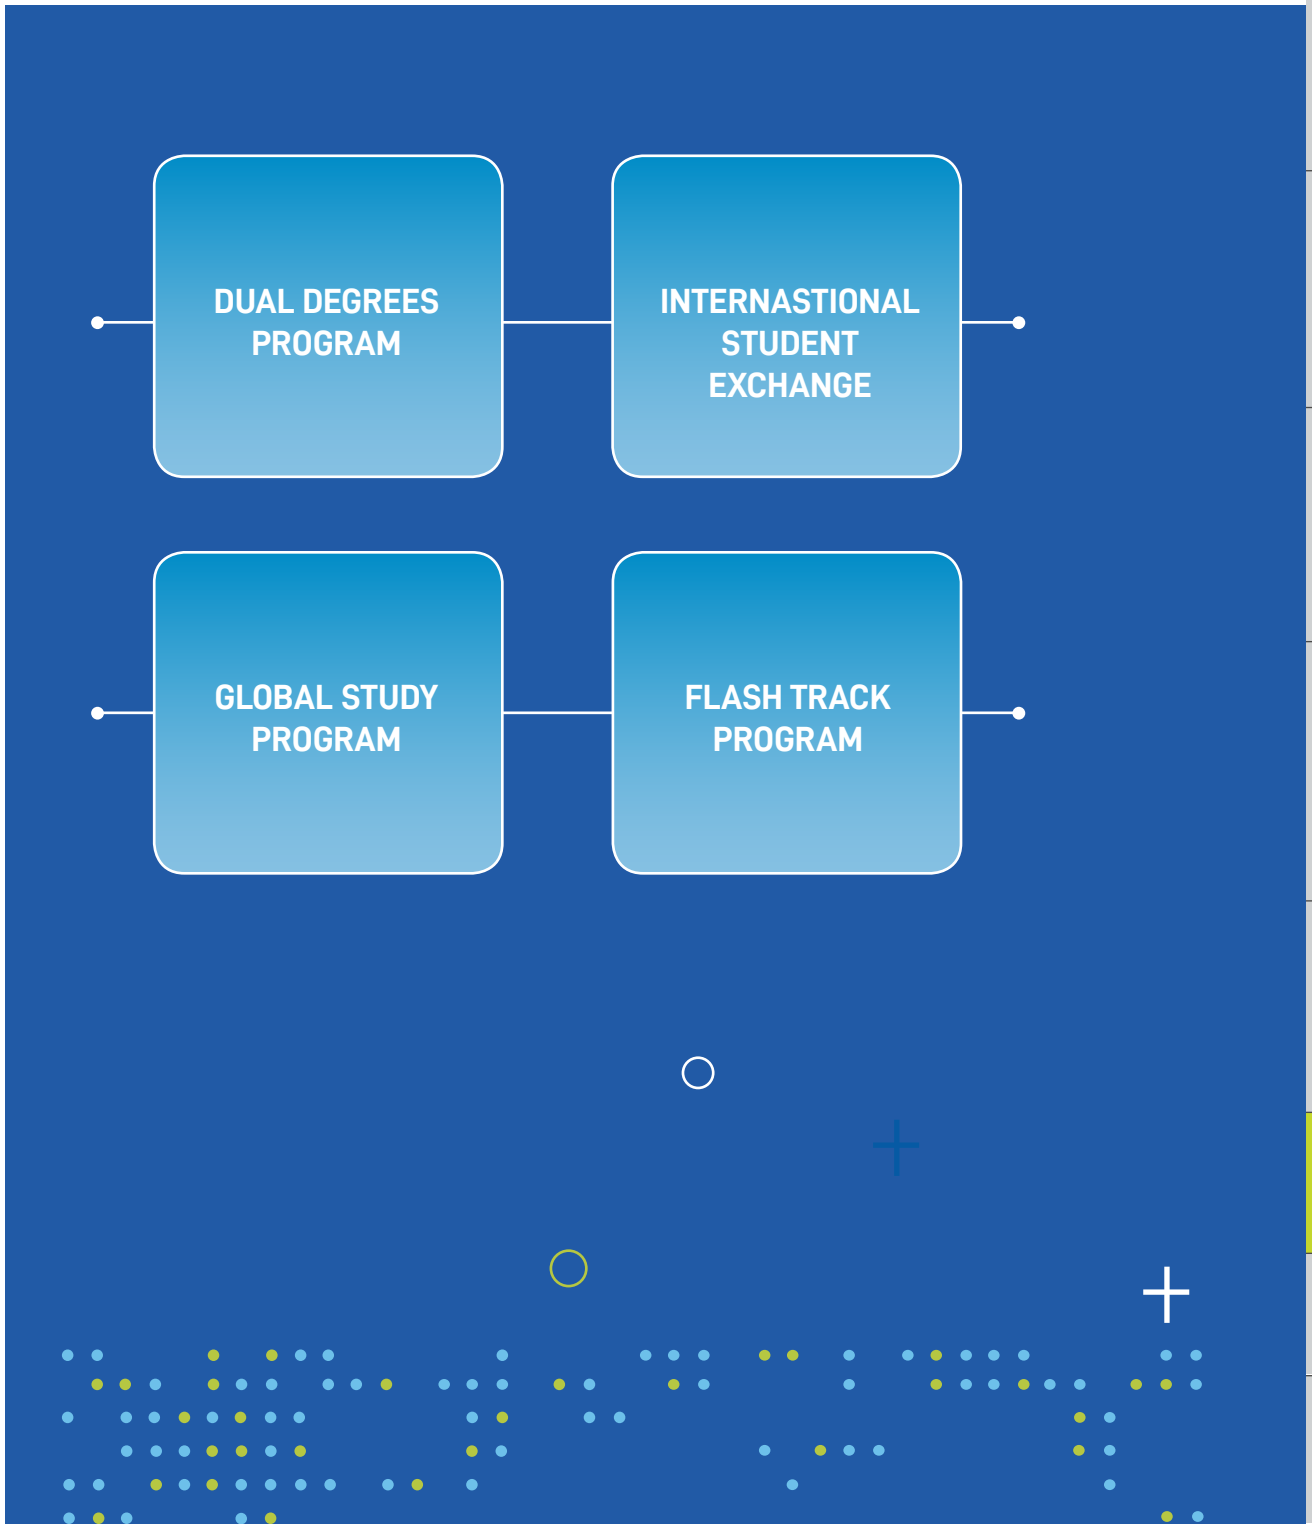 DUAL DEGREES
PROGRAM
INTERNASTIONAL
STUDENT
EXCHANGE
GLOBAL STUDY
PROGRAM
FLASH TRACK
PROGRAM